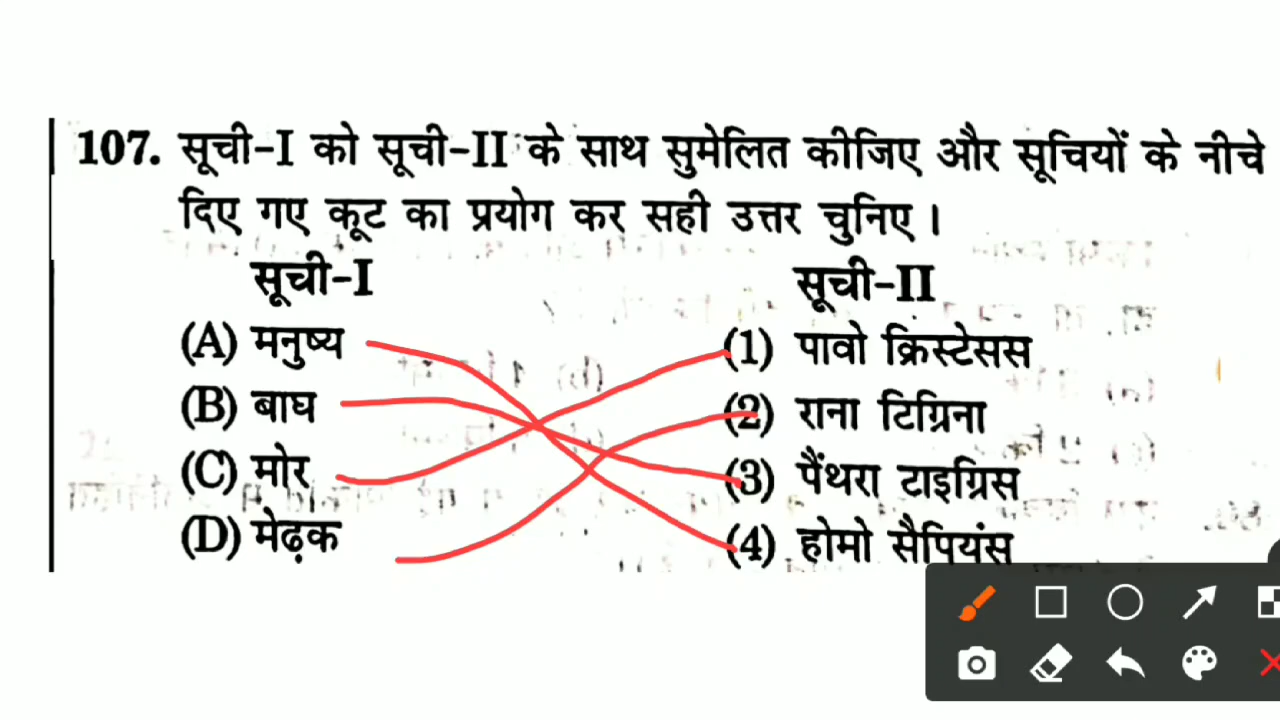 107. सूची-I को सूची-II के साथ सुमेलित कीजिए और सूचियों के नीचे
दिए गए कूट का प्रयोग कर सही उत्तर चुनिए ।
सूची-I सूची-II
(A) मनुष्य (1) पावो क्रिस्टेसस
(B) बाघ (2) राना टिग्रिना
(C) मोर (3) पैंथरा टाइग्रिस
(D) मेढ़क (4) होमो सैपियंस